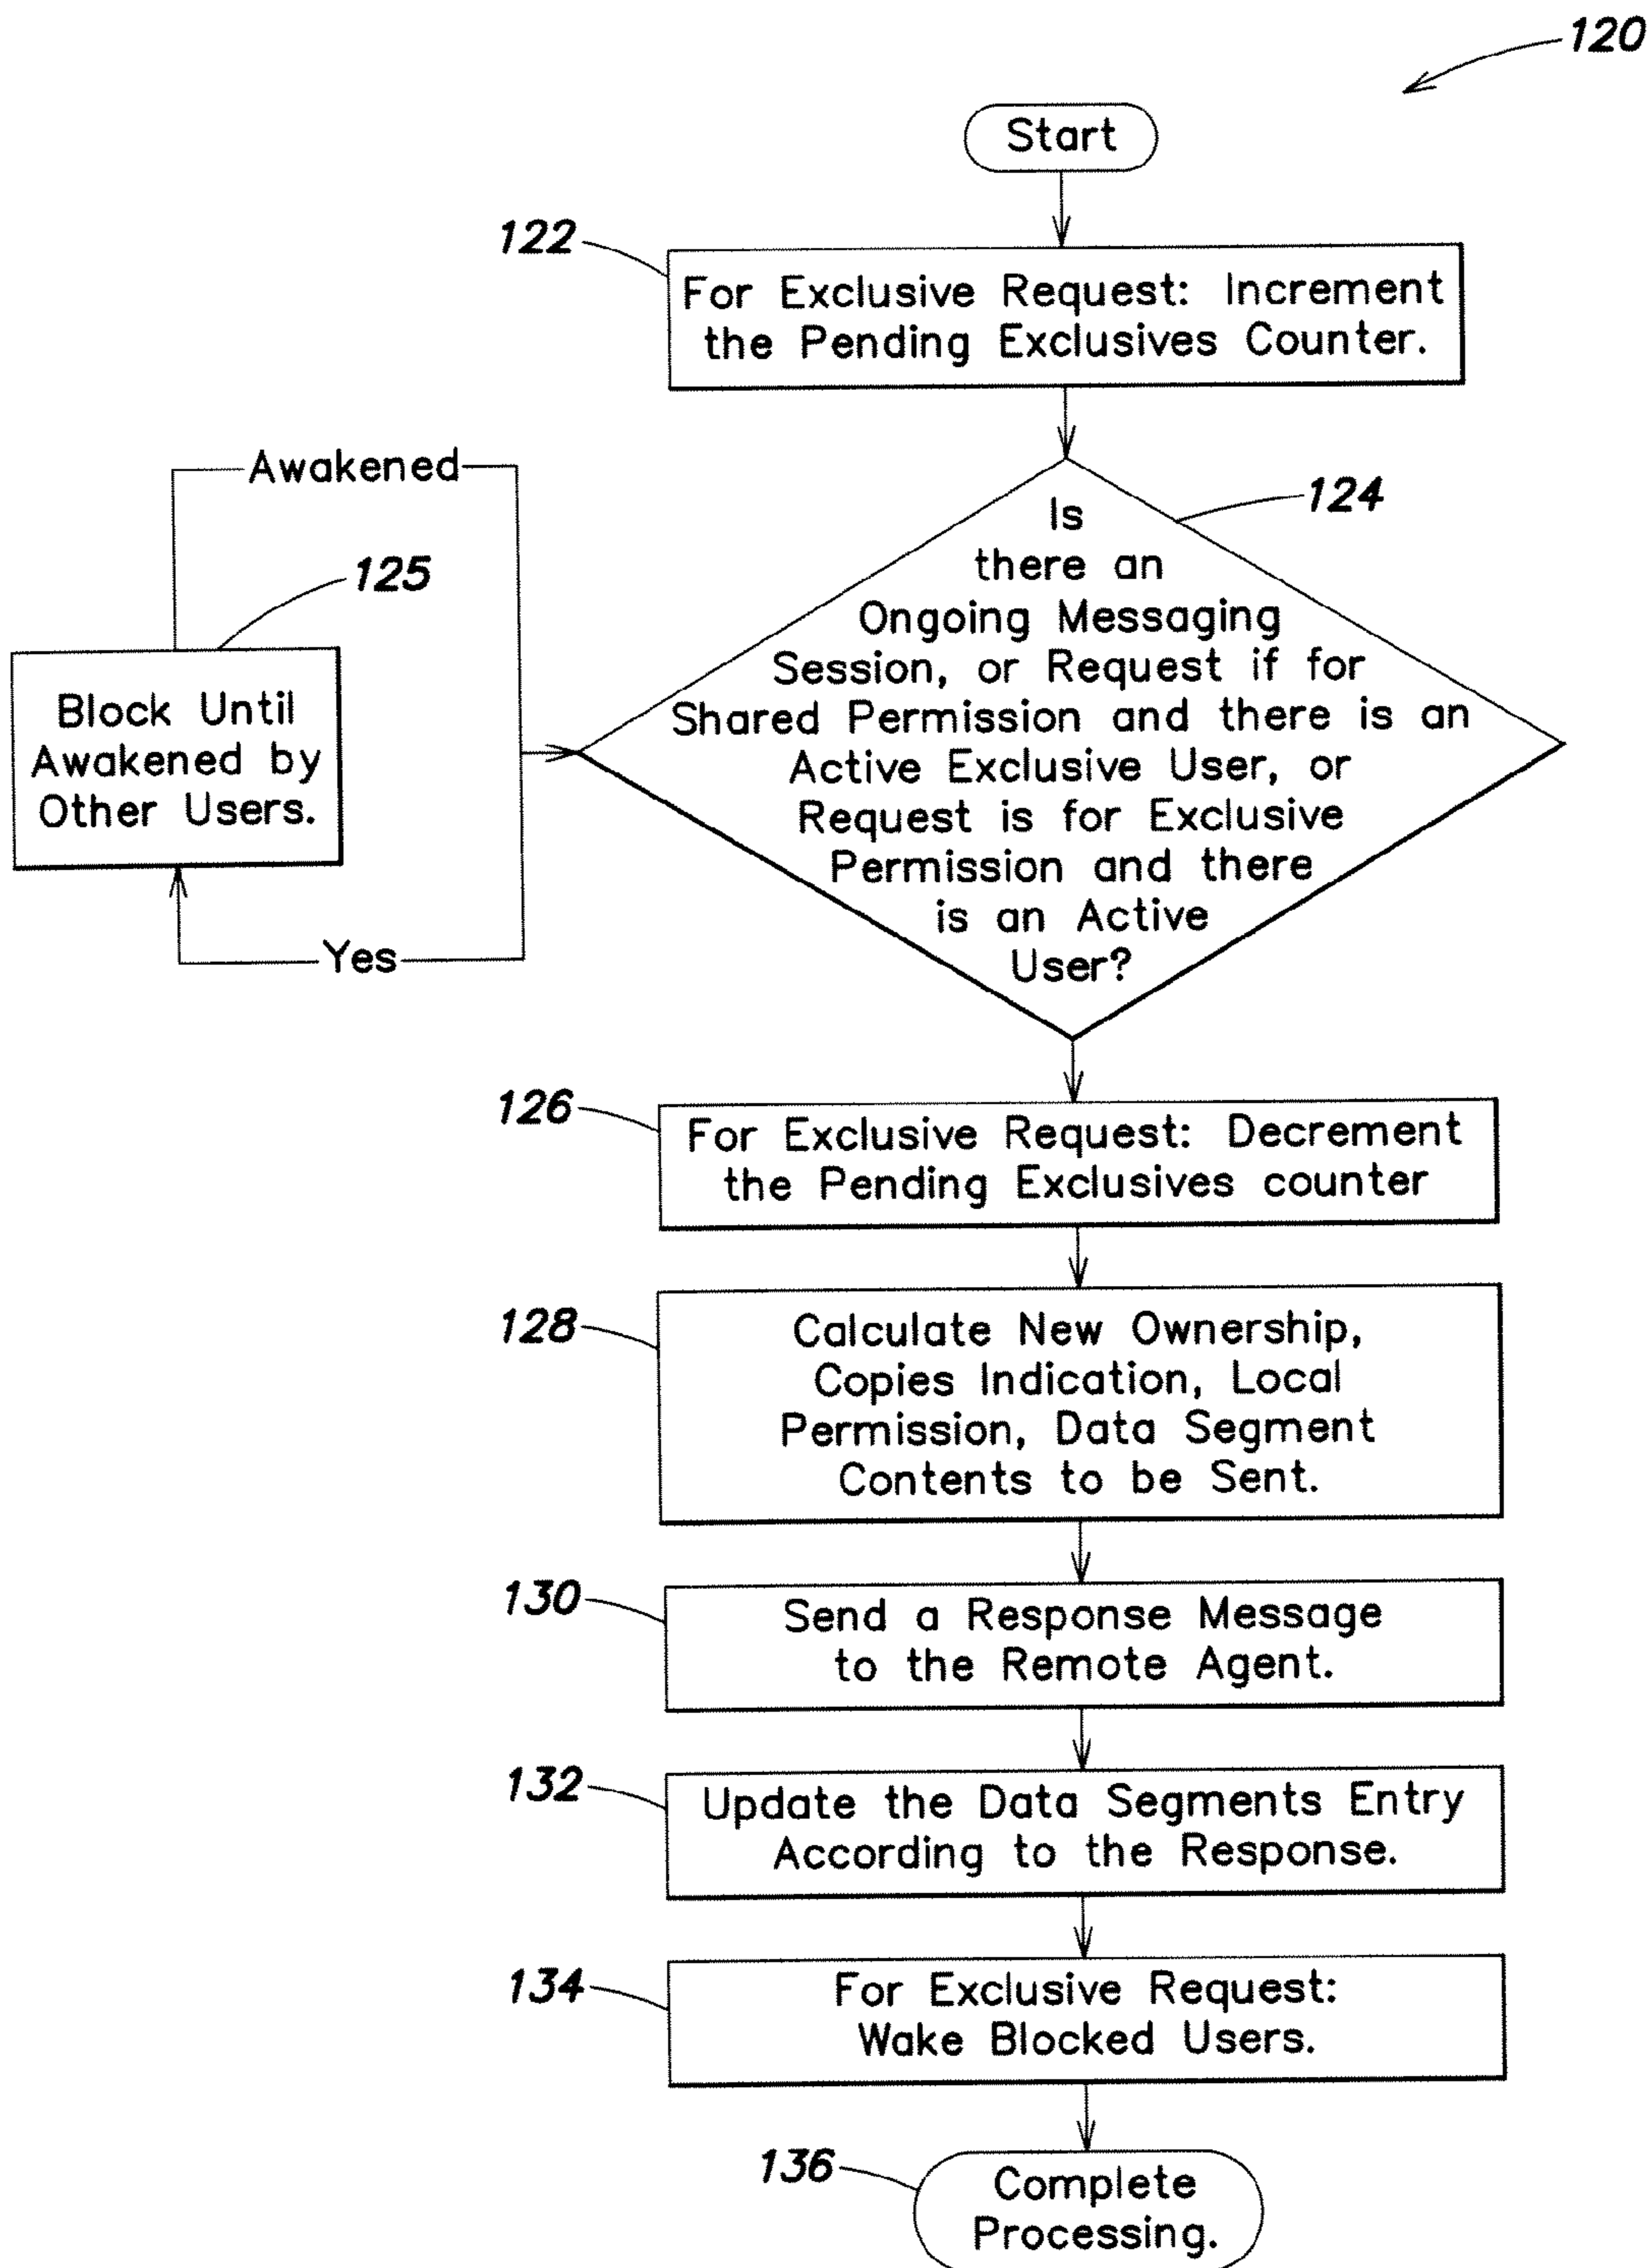 120
Start
122
For Exclusive Request: Increment
the Pending Exclusives Counter.
Awakened
124
Is
there an
Ongoing Messaging
Session, or Request if for
Shared Permission and there is an
Active Exclusive User, or
Request is for Exclusive
Permission and there
is an Active
User?
125
Block Until
Awakened by
Other Users.
Yes
126
For Exclusive Request: Decrement
the Pending Exclusives counter
128
Calculate New Ownership,
Copies Indication, Local
Permission, Data Segment
Contents to be Sent.
130
Send a Response Message
to the Remote Agent.
132
Update the Data Segments Entry
According to the Response.
134
For Exclusive Request:
Wake Blocked Users.
136
Complete
Processing.